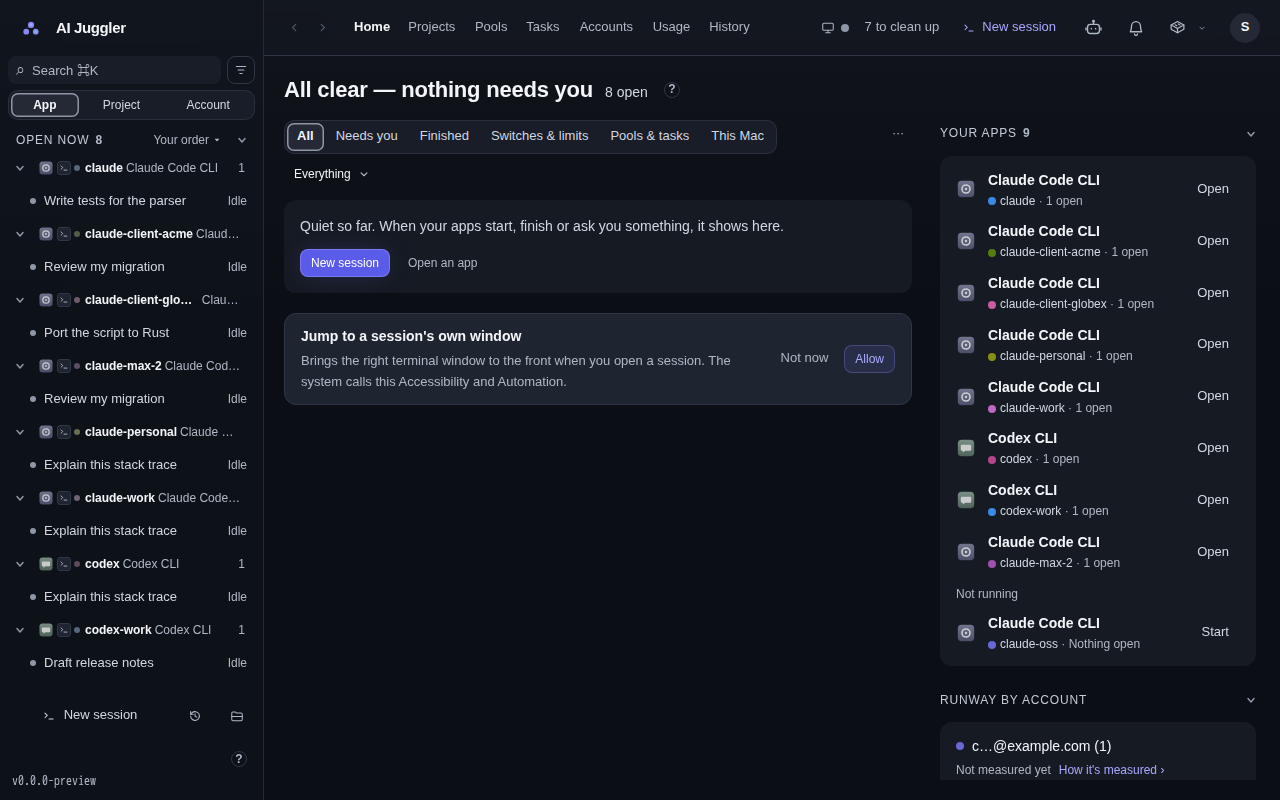 AI Juggler
Search ⌘K
App Project Account
OPEN NOW 8 Your order
claude Claude Code CLI 1
Write tests for the parser Idle
claude-client-acme Claud…
Review my migration Idle
claude-client-glo… Clau…
Port the script to Rust Idle
claude-max-2 Claude Cod…
Review my migration Idle
claude-personal Claude …
Explain this stack trace Idle
claude-work Claude Code…
Explain this stack trace Idle
codex Codex CLI 1
Explain this stack trace Idle
codex-work Codex CLI 1
Draft release notes Idle
New session
?
v0.0.0-preview
Home Projects Pools Tasks Accounts Usage History
7 to clean up New session S
All clear — nothing needs you 8 open ?
All Needs you Finished Switches & limits Pools & tasks This Mac ···
Everything
Quiet so far. When your apps start, finish or ask you something, it shows here.
New session Open an app
Jump to a session's own window
Brings the right terminal window to the front when you open a session. The
system calls this Accessibility and Automation.
Not now Allow
YOUR APPS 9
Claude Code CLI
claude · 1 open Open
Claude Code CLI
claude-client-acme · 1 open Open
Claude Code CLI
claude-client-globex · 1 open Open
Claude Code CLI
claude-personal · 1 open Open
Claude Code CLI
claude-work · 1 open Open
Codex CLI
codex · 1 open Open
Codex CLI
codex-work · 1 open Open
Claude Code CLI
claude-max-2 · 1 open Open
Not running
Claude Code CLI
claude-oss · Nothing open Start
RUNWAY BY ACCOUNT
c…@example.com (1)
Not measured yet How it's measured ›